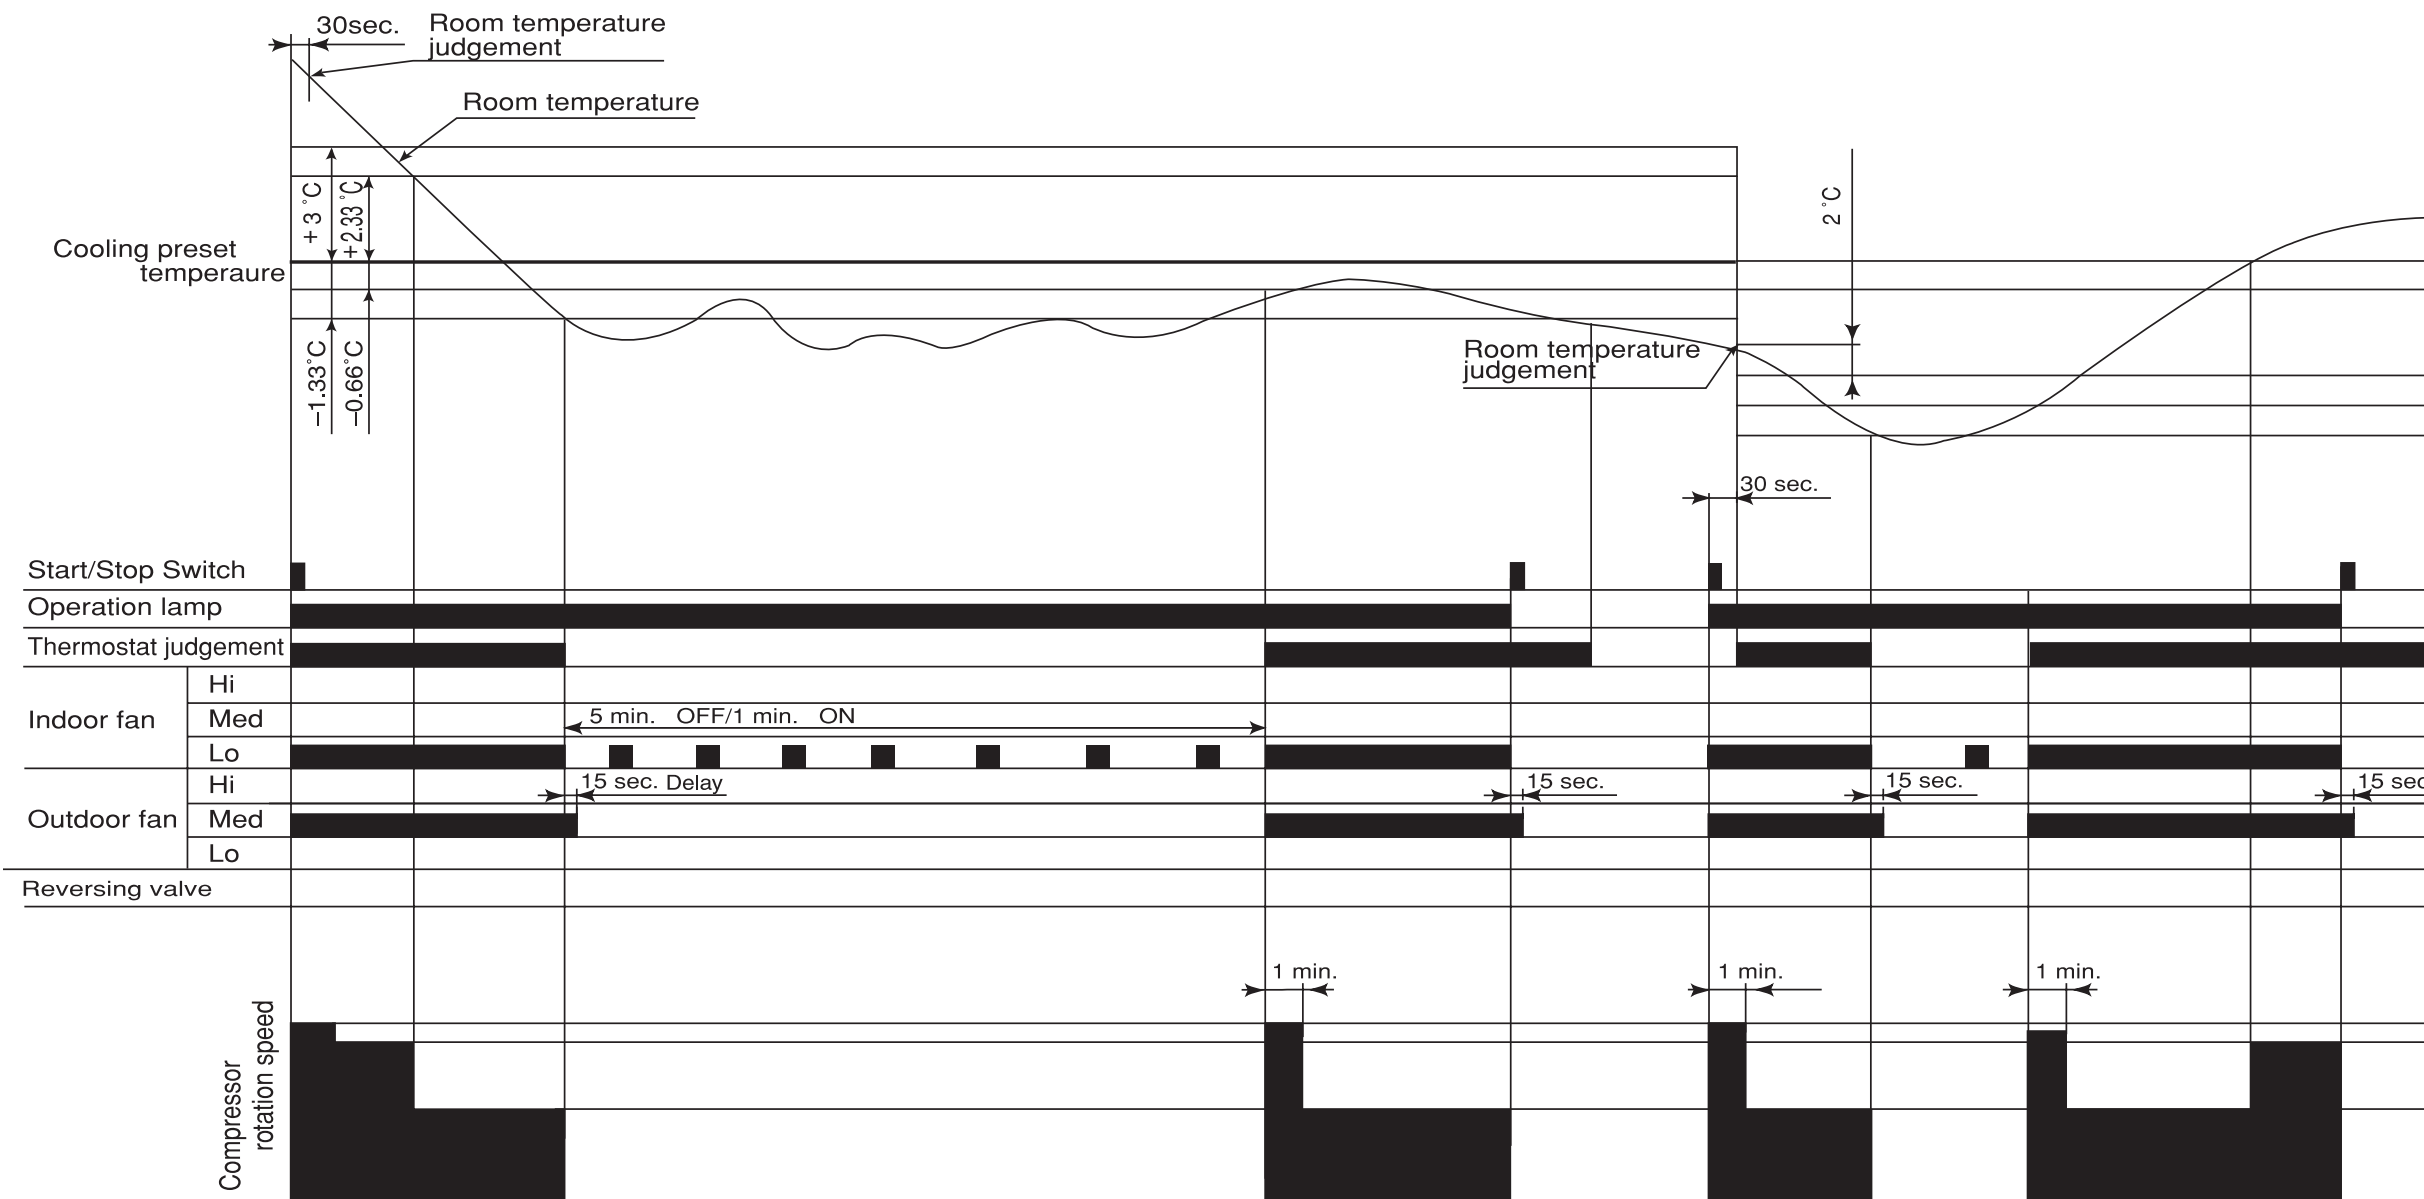 30sec.
Room temperature
judgement
Room temperature
+ 3 °C
+ 2.33 °C
2 °C
Cooling preset
temperaure
–1.33°C
–0.66°C
Room temperature
judgement
30 sec.
Start/Stop Switch
Operation lamp
Thermostat judgement
Indoor fan
Hi
Med
5 min. OFF/1 min. ON
Lo
Outdoor fan
Hi
15 sec. Delay
15 sec.
15 sec.
15 sec
Med
Lo
Reversing valve
1 min.
1 min.
1 min.
Compressor
rotation speed